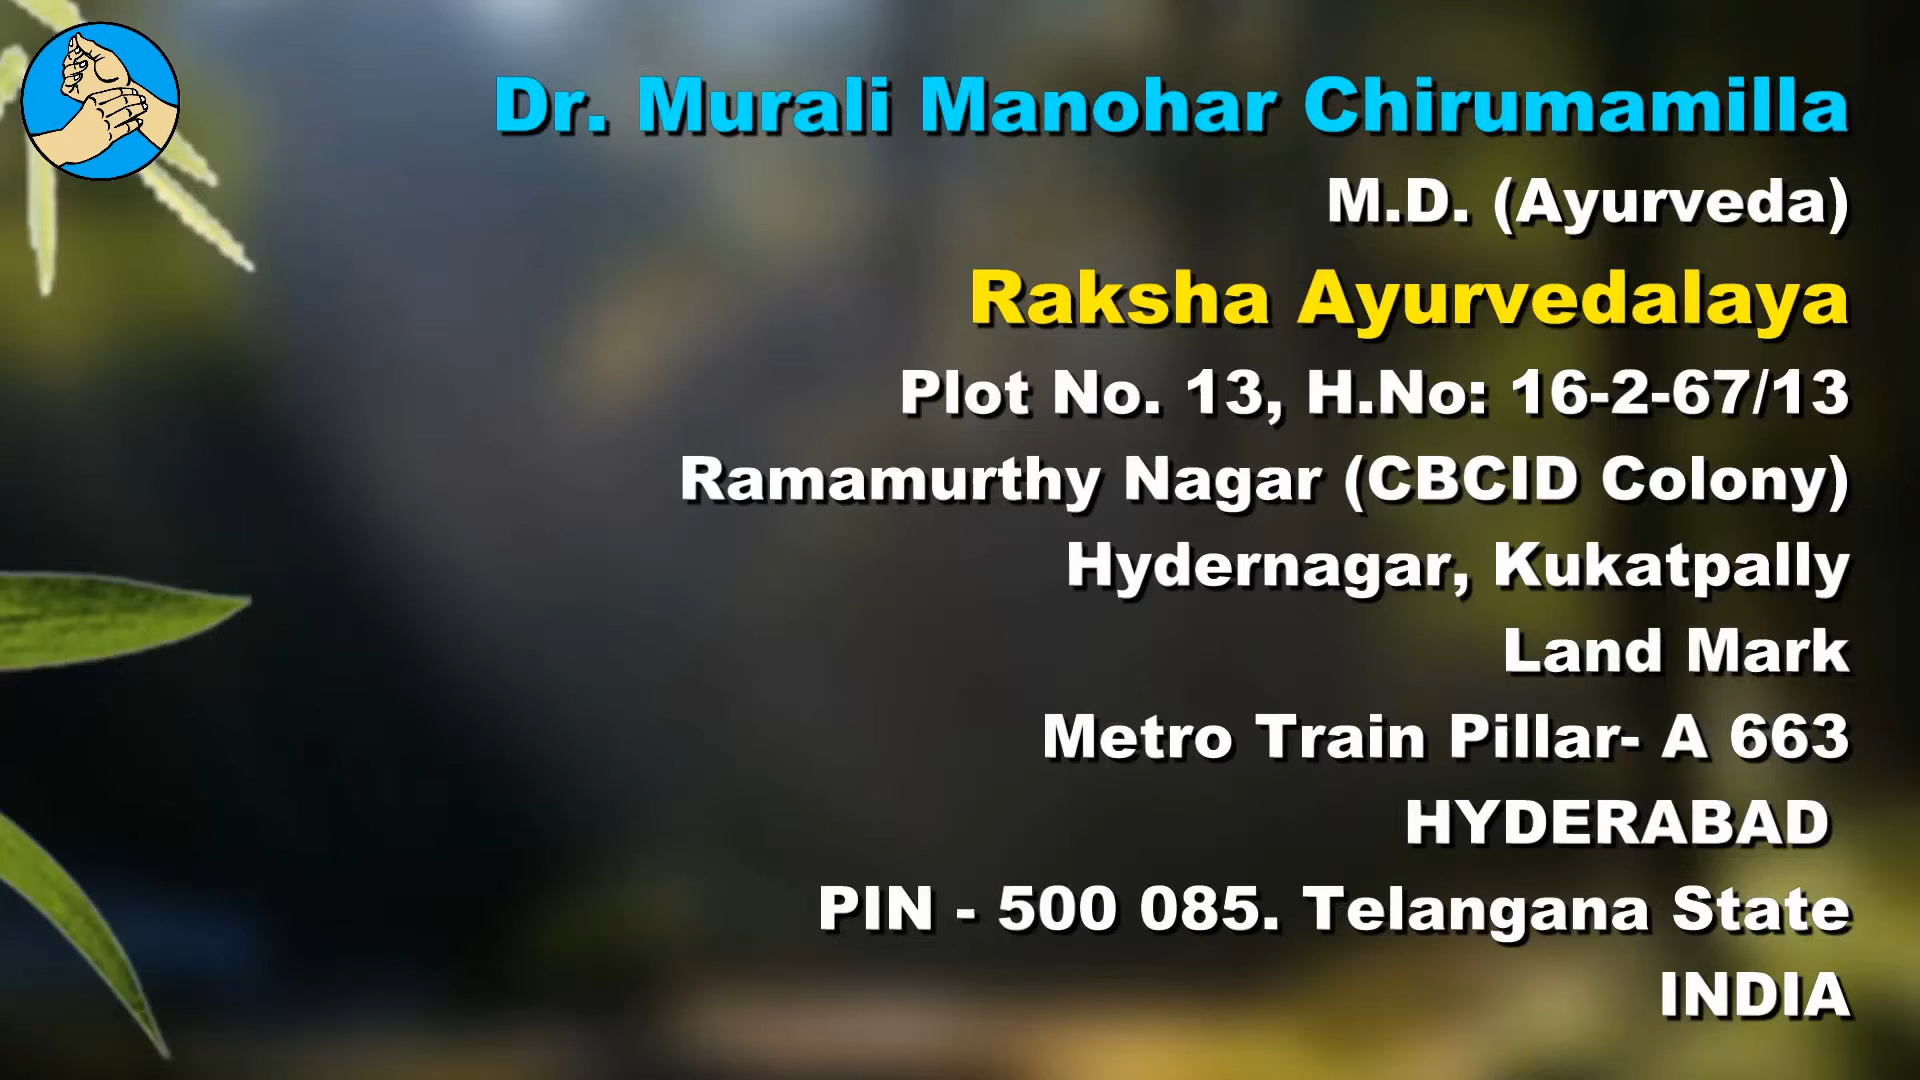 Dr. Murali Manohar Chirumamilla
M.D. (Ayurveda)
Raksha Ayurvedalaya
Plot No. 13, H.No: 16-2-67/13
Ramamurthy Nagar (CBCID Colony)
Hydernagar, Kukatpally
Land Mark
Metro Train Pillar- A 663
HYDERABAD
PIN - 500 085. Telangana State
INDIA